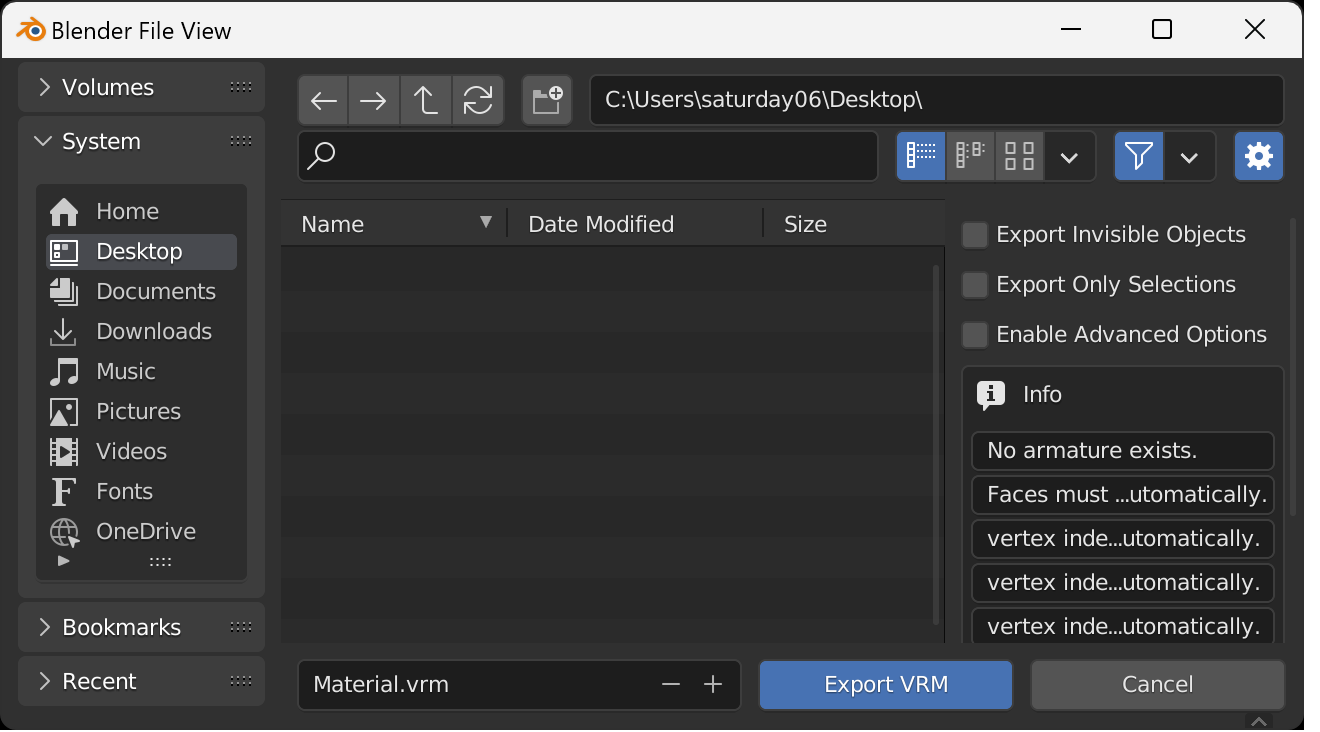 Blender File View
Volumes
System
Home
Desktop
Documents
Downloads
Music
Pictures
Videos
Fonts
OneDrive
Bookmarks
Recent
C:\Users\saturday06\Desktop\
Name Date Modified Size
Export Invisible Objects
Export Only Selections
Enable Advanced Options
Info
No armature exists.
Faces must ...utomatically.
vertex inde...utomatically.
vertex inde...utomatically.
vertex inde...utomatically.
Material.vrm
Export VRM
Cancel